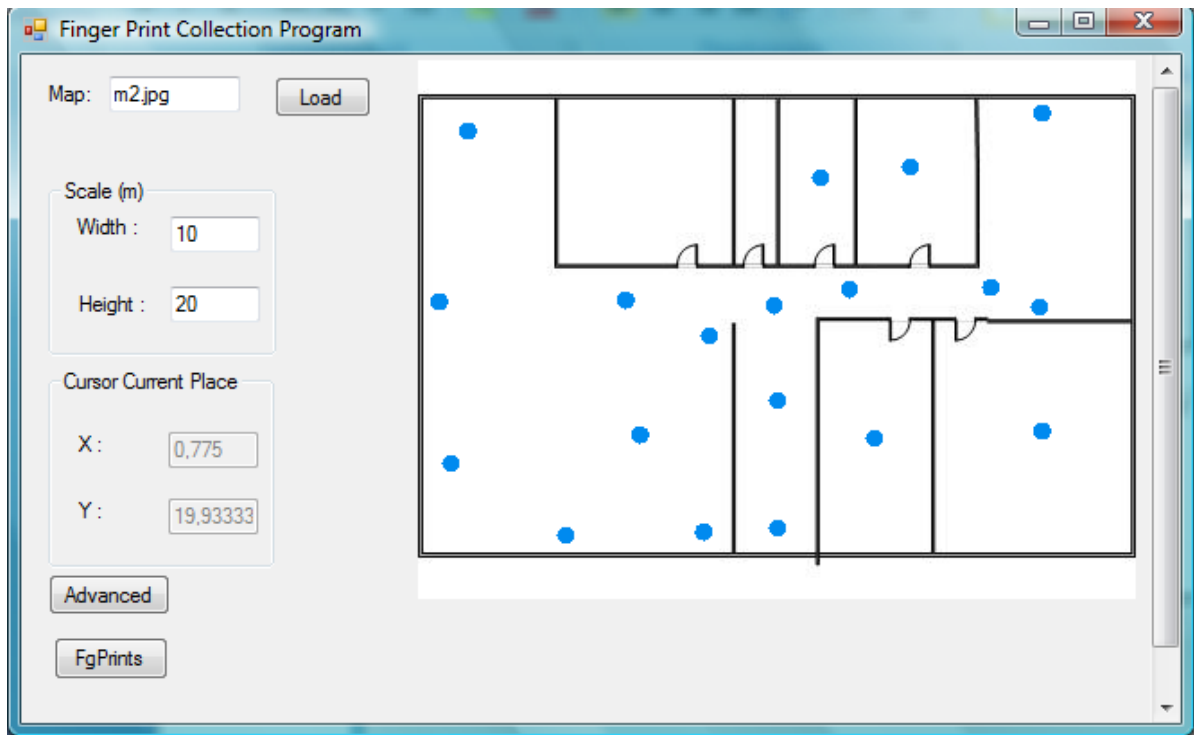 Finger Print Collection Program
Map: m2.jpg Load
Scale (m)
Width : 10
Height : 20
Cursor Current Place
X : 0,775
Y : 19,93333
Advanced
FgPrints